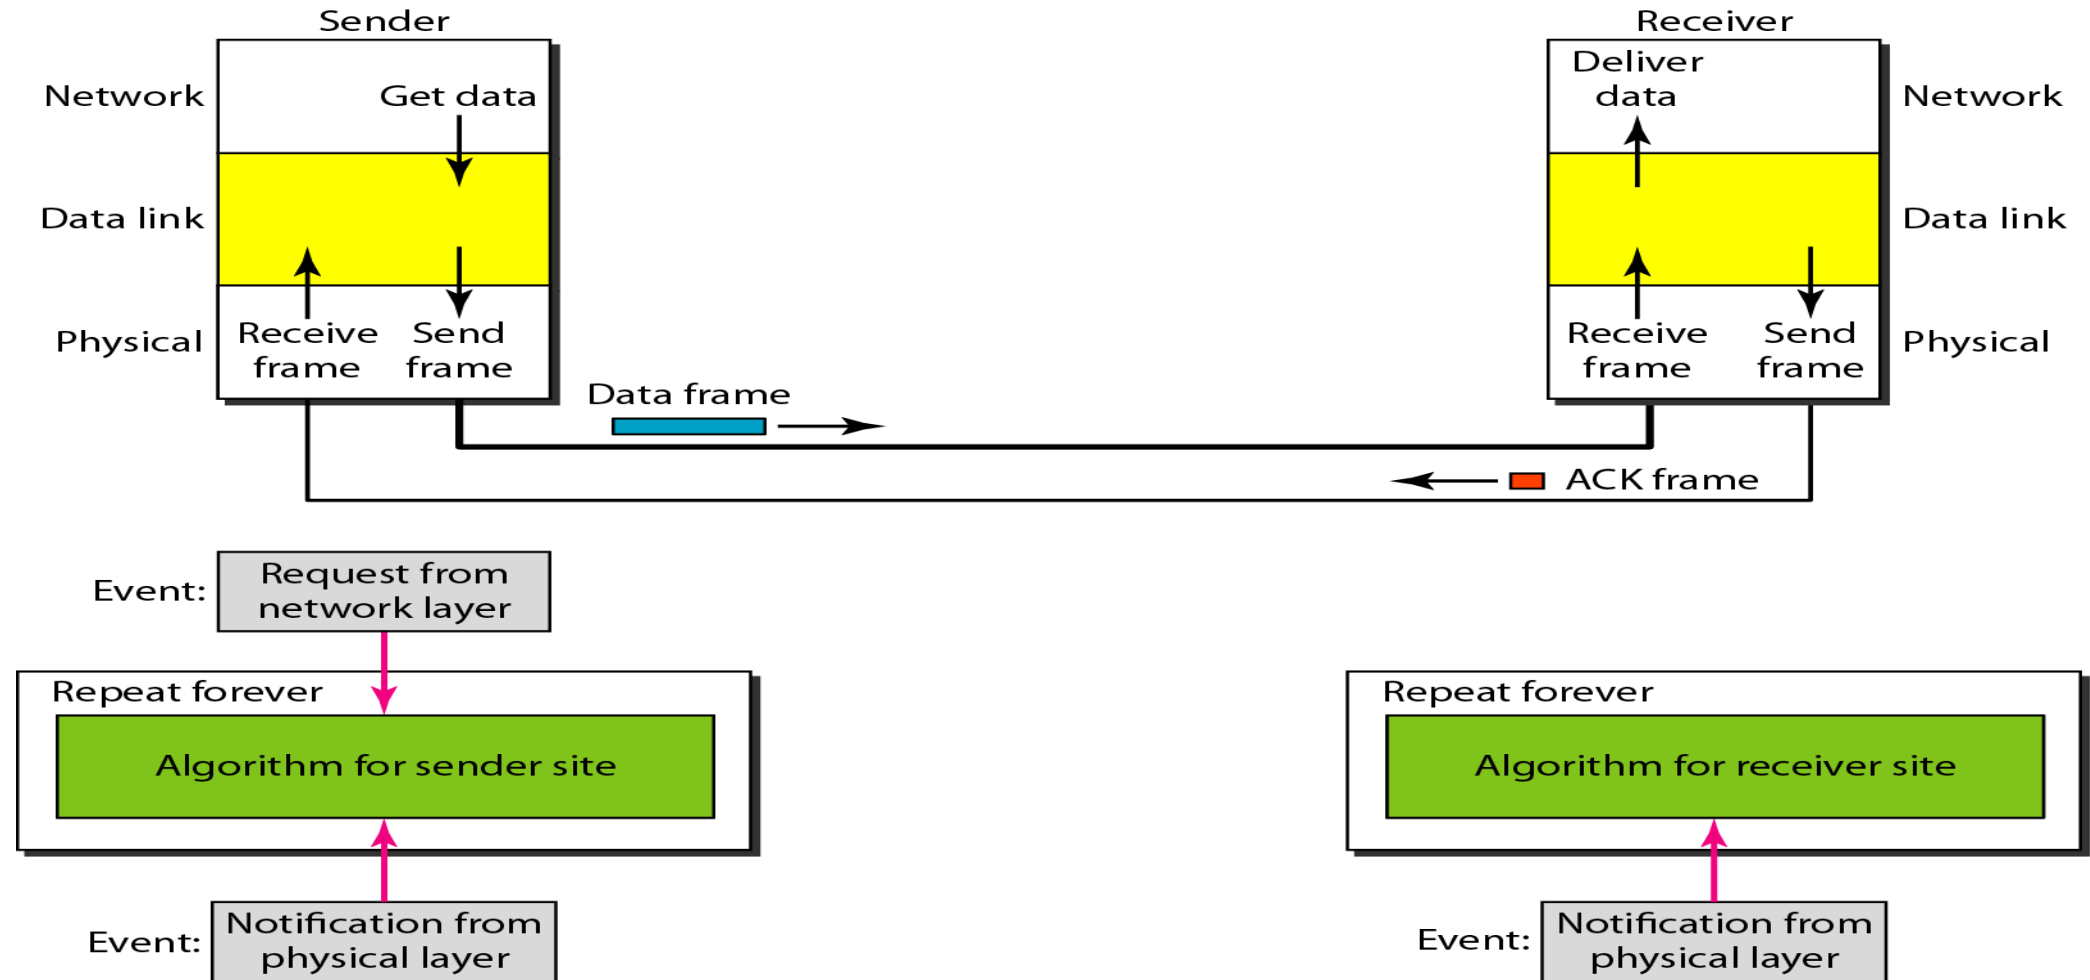 Sender
Receiver
Network
Get data
Deliver
data
Network
Data link
Data link
Physical
Receive
frame
Send
frame
Receive
frame
Send
frame
Physical
Data frame
ACK frame
Event:
Request from
network layer
Repeat forever
Algorithm for sender site
Repeat forever
Algorithm for receiver site
Event:
Notification from
physical layer
Event:
Notification from
physical layer